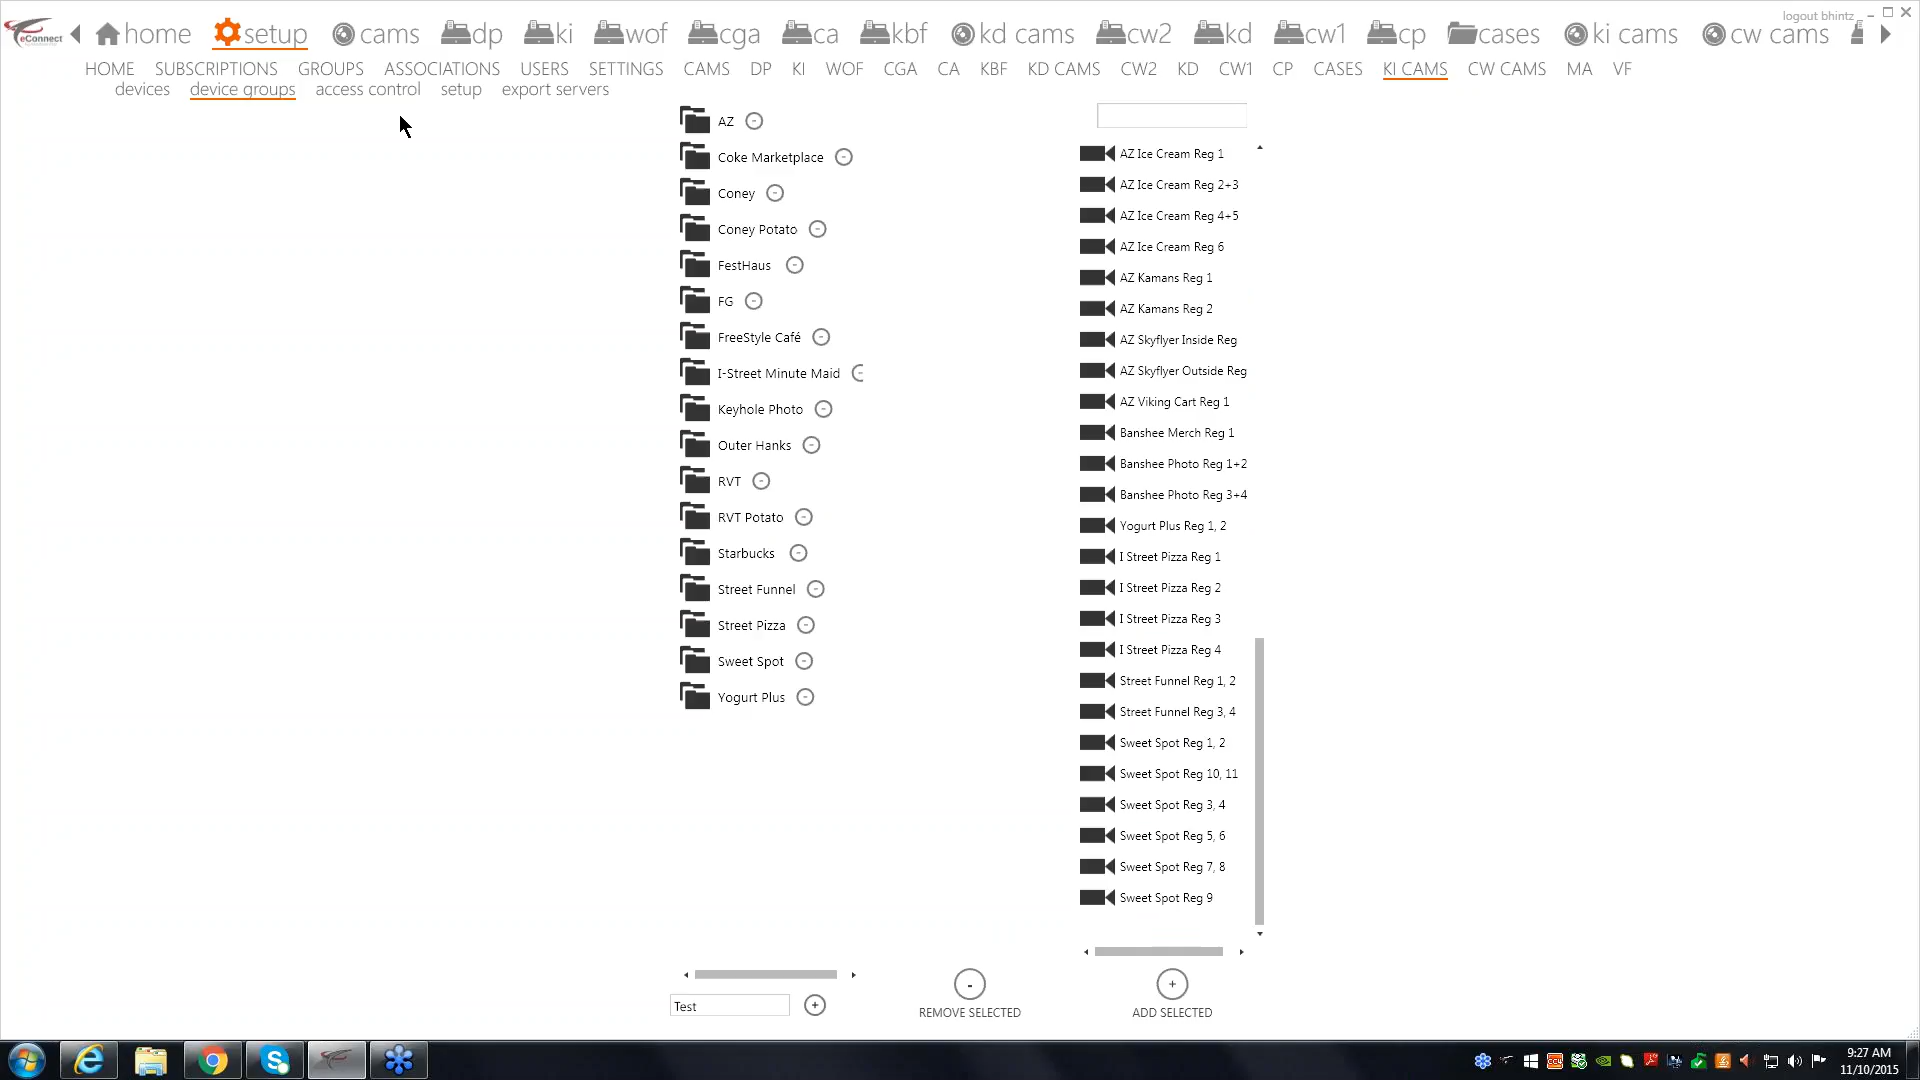 logout bhintz
eConnect home setup cams dp ki wof cga ca kbf kd cams cw2 kd cw1 cp cases ki cams cw cams
HOME SUBSCRIPTIONS GROUPS ASSOCIATIONS USERS SETTINGS CAMS DP KI WOF CGA CA KBF KD CAMS CW2 KD CW1 CP CASES KI CAMS CW CAMS MA VF
devices device groups access control setup export servers
AZ
Coke Marketplace
Coney
Coney Potato
FestHaus
FG
FreeStyle Café
I-Street Minute Maid
Keyhole Photo
Outer Hanks
RVT
RVT Potato
Starbucks
Street Funnel
Street Pizza
Sweet Spot
Yogurt Plus
Test
REMOVE SELECTED
AZ Ice Cream Reg 1
AZ Ice Cream Reg 2+3
AZ Ice Cream Reg 4+5
AZ Ice Cream Reg 6
AZ Kamans Reg 1
AZ Kamans Reg 2
AZ Skyflyer Inside Reg
AZ Skyflyer Outside Reg
AZ Viking Cart Reg 1
Banshee Merch Reg 1
Banshee Photo Reg 1+2
Banshee Photo Reg 3+4
Yogurt Plus Reg 1, 2
I Street Pizza Reg 1
I Street Pizza Reg 2
I Street Pizza Reg 3
I Street Pizza Reg 4
Street Funnel Reg 1, 2
Street Funnel Reg 3, 4
Sweet Spot Reg 1, 2
Sweet Spot Reg 10, 11
Sweet Spot Reg 3, 4
Sweet Spot Reg 5, 6
Sweet Spot Reg 7, 8
Sweet Spot Reg 9
ADD SELECTED
9:27 AM
11/10/2015